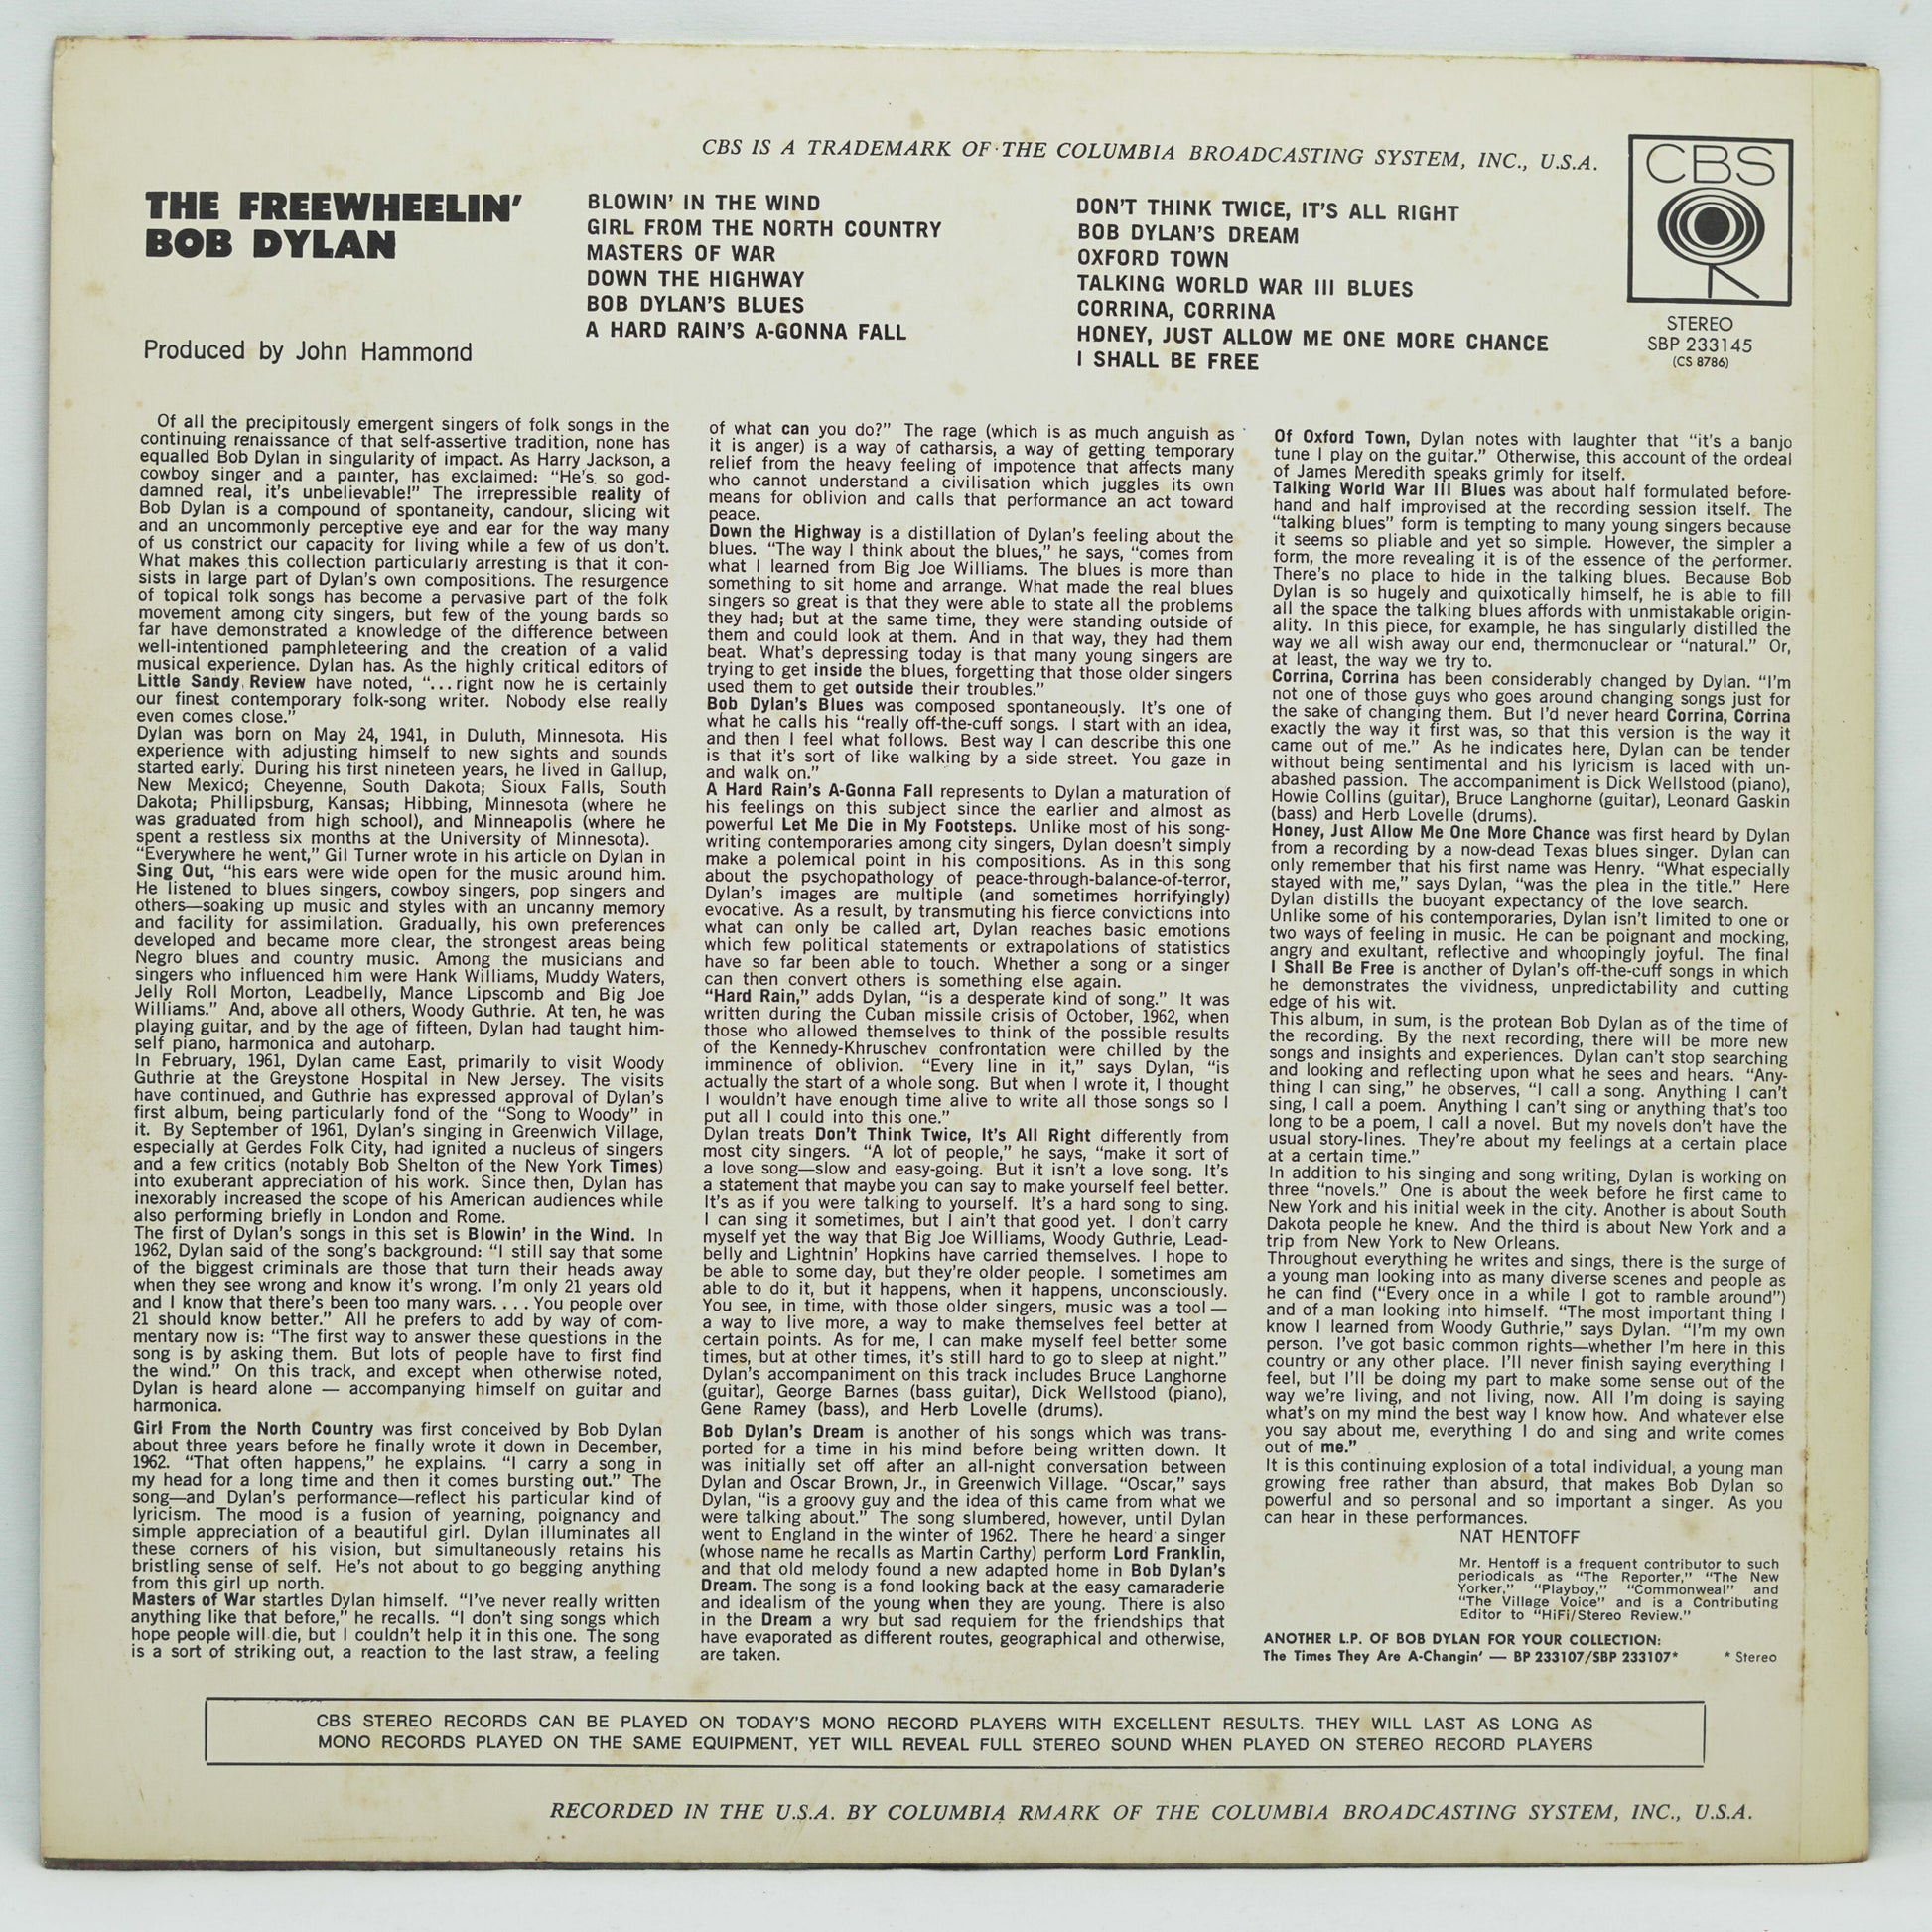 CBS IS A TRADEMARK OF THE COLUMBIA BROADCASTING SYSTEM, INC., U.S.A.
THE FREEWHEELIN'
BOB DYLAN
Produced by John Hammond
BLOWIN' IN THE WIND
GIRL FROM THE NORTH COUNTRY
MASTERS OF WAR
DOWN THE HIGHWAY
BOB DYLAN'S BLUES
A HARD RAIN'S A-GONNA FALL
DON'T THINK TWICE, IT'S ALL RIGHT
BOB DYLAN'S DREAM
OXFORD TOWN
TALKING WORLD WAR III BLUES
CORRINA, CORRINA
HONEY, JUST ALLOW ME ONE MORE CHANCE
I SHALL BE FREE
CBS
STEREO
SBP 233145
(CS 8786)
Of all the precipitously emergent singers of folk songs in the
continuing renaissance of that self-assertive tradition, none has
equalled Bob Dylan in singularity of impact. As Harry Jackson, a
cowboy singer and a painter, has exclaimed: “He's so god-
damned real, it's unbelievable!” The irrepressible reality of
Bob Dylan is a compound of spontaneity, candour, slicing wit
and an uncommonly perceptive eye and ear for the way many
of us constrict our capacity for living while a few of us don't.
What makes this collection particularly arresting is that it con-
sists in large part of Dylan's own compositions. The resurgence
of topical folk songs has become a pervasive part of the folk
movement among city singers, but few of the young bards so
far have demonstrated a knowledge of the difference between
well-intentioned pamphleteering and the creation of a valid
musical experience. Dylan has. As the highly critical editors of
Little Sandy Review have noted, “...right now he is certainly
our finest contemporary folk-song writer. Nobody else really
even comes close.”
Dylan was born on May 24, 1941, in Duluth, Minnesota. His
experience with adjusting himself to new sights and sounds
started early. During his first nineteen years, he lived in Gallup,
New Mexico; Cheyenne, South Dakota; Sioux Falls, South
Dakota; Phillipsburg, Kansas; Hibbing, Minnesota (where he
was graduated from high school), and Minneapolis (where he
spent a restless six months at the University of Minnesota).
“Everywhere he went,” Gil Turner wrote in his article on Dylan in
Sing Out, “his ears were wide open for the music around him.
He listened to blues singers, cowboy singers, pop singers and
others—soaking up music and styles with an uncanny memory
and facility for assimilation. Gradually, his own preferences
developed and became more clear, the strongest areas being
Negro blues and country music. Among the musicians and
singers who influenced him were Hank Williams, Muddy Waters,
Jelly Roll Morton, Leadbelly, Mance Lipscomb and Big Joe
Williams.” And, above all others, Woody Guthrie. At ten, he was
playing guitar, and by the age of fifteen, Dylan had taught him-
self piano, harmonica and autoharp.
In February, 1961, Dylan came East, primarily to visit Woody
Guthrie at the Greystone Hospital in New Jersey. The visits
have continued, and Guthrie has expressed approval of Dylan's
first album, being particularly fond of the “Song to Woody” in
it. By September of 1961, Dylan's singing in Greenwich Village,
especially at Gerdes Folk City, had ignited a nucleus of singers
and a few critics (notably Bob Shelton of the New York Times)
into exuberant appreciation of his work. Since then, Dylan has
inexorably increased the scope of his American audiences while
also performing briefly in London and Rome.
The first of Dylan's songs in this set is Blowin' in the Wind. In
1962, Dylan said of the song's background: “I still say that some
of the biggest criminals are those that turn their heads away
when they see wrong and know it's wrong. I'm only 21 years old
and I know that there's been too many wars.... You people over
21 should know better.” All he prefers to add by way of com-
mentary now is: “The first way to answer these questions in the
song is by asking them. But lots of people have to first find
the wind.” On this track, and except when otherwise noted,
Dylan is heard alone — accompanying himself on guitar and
harmonica.
Girl From the North Country was first conceived by Bob Dylan
about three years before he finally wrote it down in December,
1962. “That often happens,” he explains. “I carry a song in
my head for a long time and then it comes bursting out.” The
song—and Dylan's performance—reflect his particular kind of
lyricism. The mood is a fusion of yearning, poignancy and
simple appreciation of a beautiful girl. Dylan illuminates all
these corners of his vision, but simultaneously retains his
bristling sense of self. He's not about to go begging anything
from this girl up north.
Masters of War startles Dylan himself. “I've never really written
anything like that before,” he recalls. “I don't sing songs which
hope people will die, but I couldn't help it in this one. The song
is a sort of striking out, a reaction to the last straw, a feeling
of what can you do?” The rage (which is as much anguish as
it is anger) is a way of catharsis, a way of getting temporary
relief from the heavy feeling of impotence that affects many
who cannot understand a civilisation which juggles its own
means for oblivion and calls that performance an act toward
peace.
Down the Highway is a distillation of Dylan's feeling about the
blues. “The way I think about the blues,” he says, “comes from
what I learned from Big Joe Williams. The blues is more than
something to sit home and arrange. What made the real blues
singers so great is that they were able to state all the problems
they had; but at the same time, they were standing outside of
them and could look at them. And in that way, they had them
beat. What's depressing today is that many young singers are
trying to get inside the blues, forgetting that those older singers
used them to get outside their troubles.”
Bob Dylan's Blues was composed spontaneously. It's one of
what he calls his “really off-the-cuff songs. I start with an idea,
and then I feel what follows. Best way I can describe this one
is that it's sort of like walking by a side street. You gaze in
and walk on.”
A Hard Rain's A-Gonna Fall represents to Dylan a maturation of
his feelings on this subject since the earlier and almost as
powerful Let Me Die in My Footsteps. Unlike most of his song-
writing contemporaries among city singers, Dylan doesn't simply
make a polemical point in his compositions. As in this song
about the psychopathology of peace-through-balance-of-terror,
Dylan's images are multiple (and sometimes horrifyingly)
evocative. As a result, by transmuting his fierce convictions into
what can only be called art, Dylan reaches basic emotions
which few political statements or extrapolations of statistics
have so far been able to touch. Whether a song or a singer
can then convert others is something else again.
“Hard Rain,” adds Dylan, “is a desperate kind of song.” It was
written during the Cuban missile crisis of October, 1962, when
those who allowed themselves to think of the possible results
of the Kennedy-Khruschev confrontation were chilled by the
imminence of oblivion. “Every line in it,” says Dylan, “is
actually the start of a whole song. But when I wrote it, I thought
I wouldn't have enough time alive to write all those songs so I
put all I could into this one.”
Dylan treats Don't Think Twice, It's All Right differently from
most city singers. “A lot of people,” he says, “make it sort of
a love song—slow and easy-going. But it isn't a love song. It's
a statement that maybe you can say to make yourself feel better.
It's as if you were talking to yourself. It's a hard song to sing.
I can sing it sometimes, but I ain't that good yet. I don't carry
myself yet the way that Big Joe Williams, Woody Guthrie, Lead-
belly and Lightnin' Hopkins have carried themselves. I hope to
be able to some day, but they're older people. I sometimes am
able to do it, but it happens, when it happens, unconsciously.
You see, in time, with those older singers, music was a tool —
a way to live more, a way to make themselves feel better at
certain points. As for me, I can make myself feel better some
times, but at other times, it's still hard to go to sleep at night.”
Dylan's accompaniment on this track includes Bruce Langhorne
(guitar), George Barnes (bass guitar), Dick Wellstood (piano),
Gene Ramey (bass), and Herb Lovelle (drums).
Bob Dylan's Dream is another of his songs which was trans-
ported for a time in his mind before being written down. It
was initially set off after an all-night conversation between
Dylan and Oscar Brown, Jr., in Greenwich Village. “Oscar,” says
Dylan, “is a groovy guy and the idea of this came from what we
were talking about.” The song slumbered, however, until Dylan
went to England in the winter of 1962. There he heard a singer
(whose name he recalls as Martin Carthy) perform Lord Franklin,
and that old melody found a new adapted home in Bob Dylan's
Dream. The song is a fond looking back at the easy camaraderie
and idealism of the young when they are young. There is also
in the Dream a wry but sad requiem for the friendships that
have evaporated as different routes, geographical and otherwise,
are taken.
Of Oxford Town, Dylan notes with laughter that “it's a banjo
tune I play on the guitar.” Otherwise, this account of the ordeal
of James Meredith speaks grimly for itself.
Talking World War III Blues was about half formulated before-
hand and half improvised at the recording session itself. The
“talking blues” form is tempting to many young singers because
it seems so pliable and yet so simple. However, the simpler a
form, the more revealing it is of the essence of the performer.
There's no place to hide in the talking blues. Because Bob
Dylan is so hugely and quixotically himself, he is able to fill
all the space the talking blues affords with unmistakable origin-
ality. In this piece, for example, he has singularly distilled the
way we all wish away our end, thermonuclear or “natural.” Or,
at least, the way we try to.
Corrina, Corrina has been considerably changed by Dylan. “I'm
not one of those guys who goes around changing songs just for
the sake of changing them. But I'd never heard Corrina, Corrina
exactly the way it first was, so that this version is the way it
came out of me.” As he indicates here, Dylan can be tender
without being sentimental and his lyricism is laced with un-
abashed passion. The accompaniment is Dick Wellstood (piano),
Howie Collins (guitar), Bruce Langhorne (guitar), Leonard Gaskin
(bass) and Herb Lovelle (drums).
Honey, Just Allow Me One More Chance was first heard by Dylan
from a recording by a now-dead Texas blues singer. Dylan can
only remember that his first name was Henry. “What especially
stayed with me,” says Dylan, “was the plea in the title.” Here
Dylan distills the buoyant expectancy of the love search.
Unlike some of his contemporaries, Dylan isn't limited to one or
two ways of feeling in music. He can be poignant and mocking,
angry and exultant, reflective and whoopingly joyful. The final
I Shall Be Free is another of Dylan's off-the-cuff songs in which
he demonstrates the vividness, unpredictability and cutting
edge of his wit.
This album, in sum, is the protean Bob Dylan as of the time of
the recording. By the next recording, there will be more new
songs and insights and experiences. Dylan can't stop searching
and looking and reflecting upon what he sees and hears. “Any-
thing I can sing,” he observes, “I call a song. Anything I can't
sing, I call a poem. Anything I can't sing or anything that's too
long to be a poem, I call a novel. But my novels don't have the
usual story-lines. They're about my feelings at a certain place
at a certain time.”
In addition to his singing and song writing, Dylan is working on
three “novels.” One is about the week before he first came to
New York and his initial week in the city. Another is about South
Dakota people he knew. And the third is about New York and a
trip from New York to New Orleans.
Throughout everything he writes and sings, there is the surge of
a young man looking into as many diverse scenes and people as
he can find (“Every once in a while I got to ramble around”)
and of a man looking into himself. “The most important thing I
know I learned from Woody Guthrie,” says Dylan. “I'm my own
person. I've got basic common rights—whether I'm here in this
country or any other place. I'll never finish saying everything I
feel, but I'll be doing my part to make some sense out of the
way we're living, and not living, now. All I'm doing is saying
what's on my mind the best way I know how. And whatever else
you say about me, everything I do and sing and write comes
out of me.”
It is this continuing explosion of a total individual, a young man
growing free rather than absurd, that makes Bob Dylan so
powerful and so personal and so important a singer. As you
can hear in these performances.
NAT HENTOFF
Mr. Hentoff is a frequent contributor to such
periodicals as “The Reporter,” “The New
Yorker,” “Playboy,” “Commonweal” and
“The Village Voice” and is a Contributing
Editor to “HiFi/Stereo Review.”
ANOTHER L.P. OF BOB DYLAN FOR YOUR COLLECTION:
The Times They Are A-Changin' — BP 233107/SBP 233107* * Stereo
CBS STEREO RECORDS CAN BE PLAYED ON TODAY'S MONO RECORD PLAYERS WITH EXCELLENT RESULTS. THEY WILL LAST AS LONG AS
MONO RECORDS PLAYED ON THE SAME EQUIPMENT, YET WILL REVEAL FULL STEREO SOUND WHEN PLAYED ON STEREO RECORD PLAYERS
RECORDED IN THE U.S.A. BY COLUMBIA RMARK OF THE COLUMBIA BROADCASTING SYSTEM, INC., U.S.A.